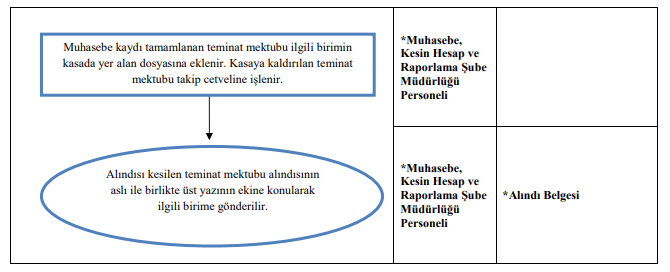 Muhasebe kaydı tamamlanan teminat mektubu ilgili birimin
kasada yer alan dosyasına eklenir. Kasaya kaldırılan teminat
mektubu takip cetveline işlenir.
*Muhasebe,
Kesin Hesap ve
Raporlama Şube
Müdürlüğü
Personeli
Alındısı kesilen teminat mektubu alındısının
aslı ile birlikte üst yazının ekine konularak
ilgili birime gönderilir.
*Muhasebe,
Kesin Hesap ve
Raporlama Şube
Müdürlüğü
Personeli
*Alındı Belgesi